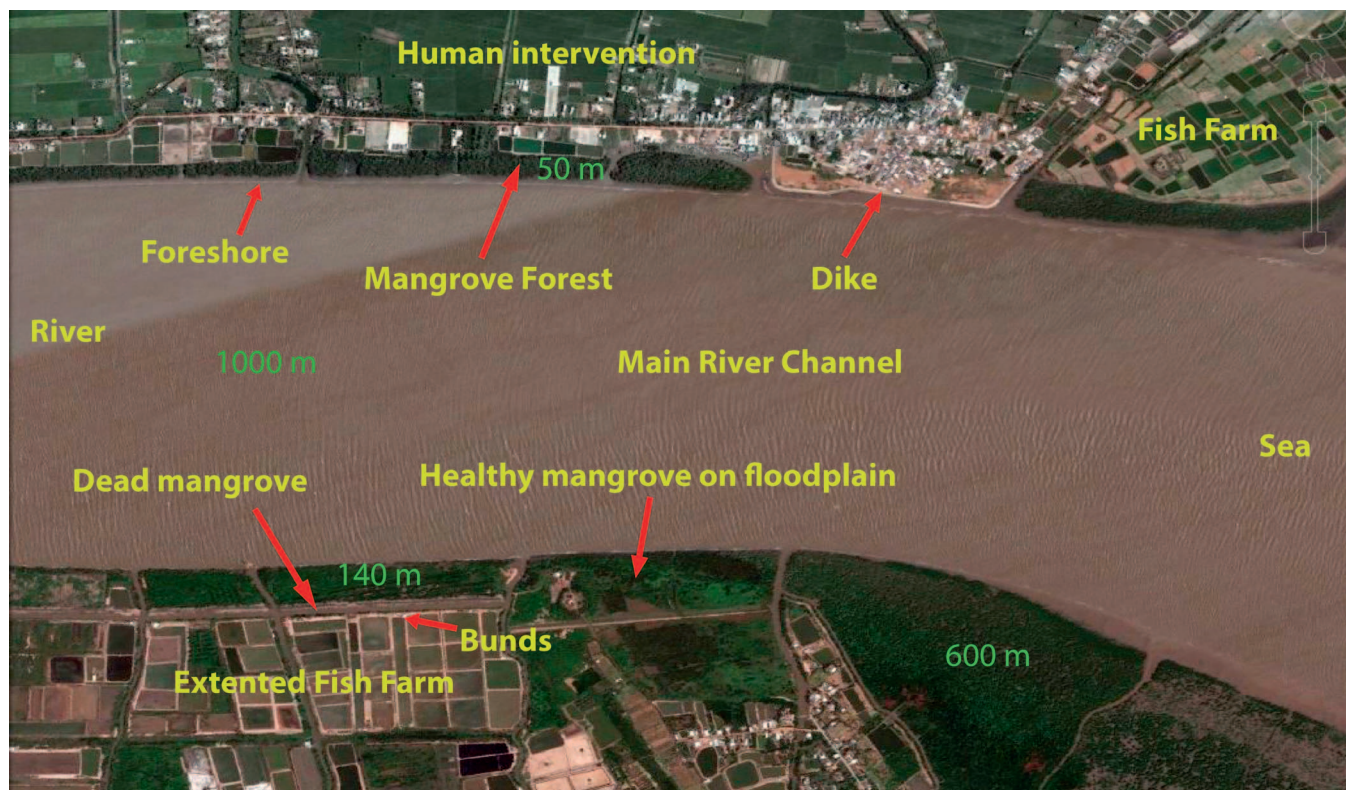 Human intervention
Fish Farm
50 m
Foreshore
Mangrove Forest
Dike
River
1000 m
Main River Channel
Sea
Dead mangrove
Healthy mangrove on floodplain
140 m
Bunds
600 m
Extented Fish Farm